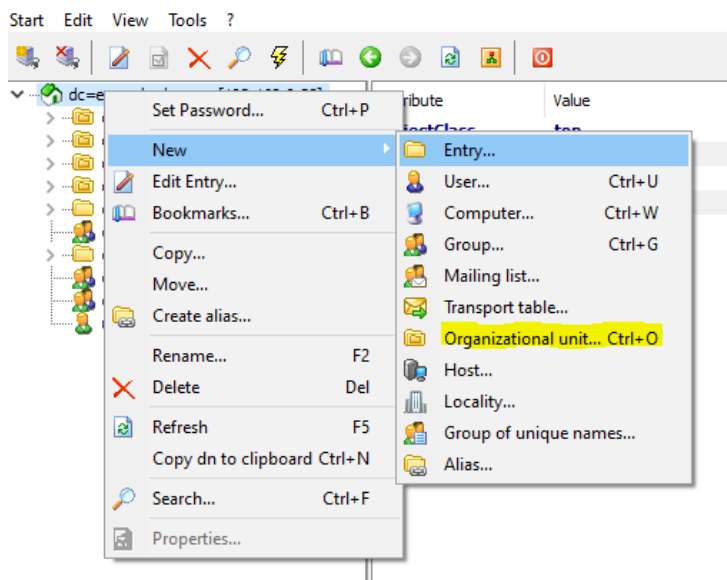 Start Edit View Tools ?
Value
Set Password... Ctrl+P
New
Edit Entry...
Bookmarks... Ctrl+B
Copy...
Move...
Create alias...
Rename... F2
Delete Del
Refresh F5
Copy dn to clipboard Ctrl+N
Search... Ctrl+F
Properties...
Entry...
User... Ctrl+U
Computer... Ctrl+W
Group... Ctrl+G
Mailing list...
Transport table...
Organizational unit... Ctrl+O
Host...
Locality...
Group of unique names...
Alias...